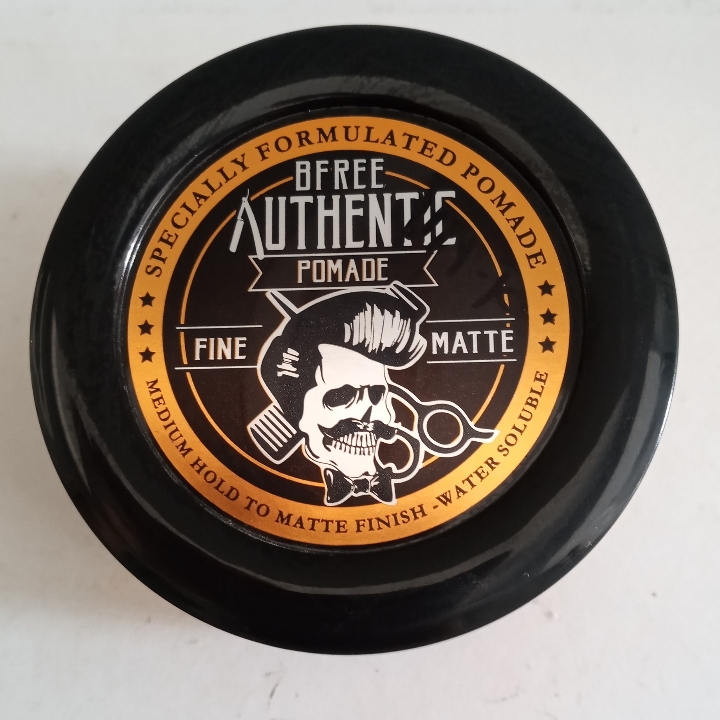 SPECIALLY FORMULATED POMADE
BFREE
AUTHENTIC
POMADE
FINE MATTE
MEDIUM HOLD TO MATTE FINISH -WATER SOLUBLE